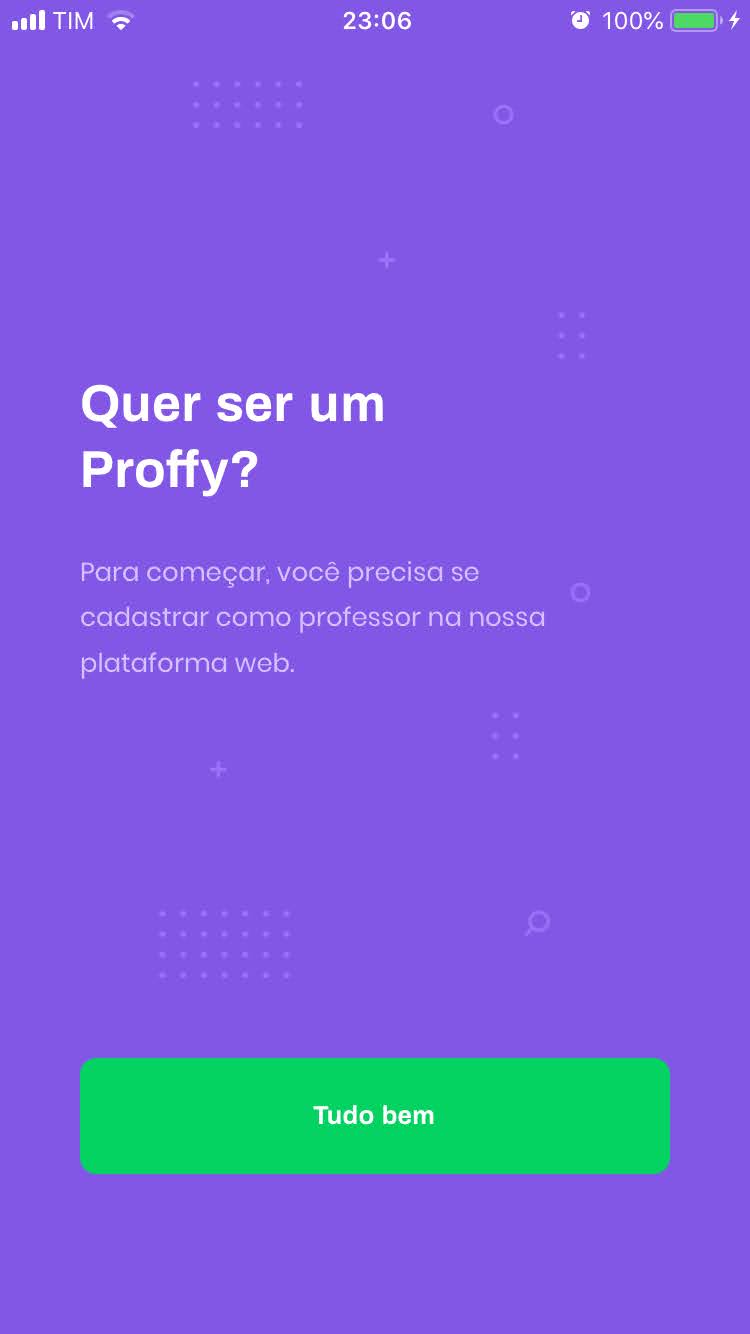 TIM 23:06 100%
Quer ser um
Proffy?
Para começar, você precisa se
cadastrar como professor na nossa
plataforma web.
Tudo bem